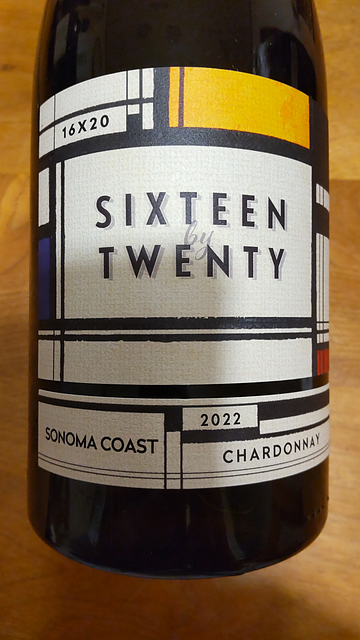 16X20
SIXTEEN
by
TWENTY
2022
SONOMA COAST
CHARDONNAY